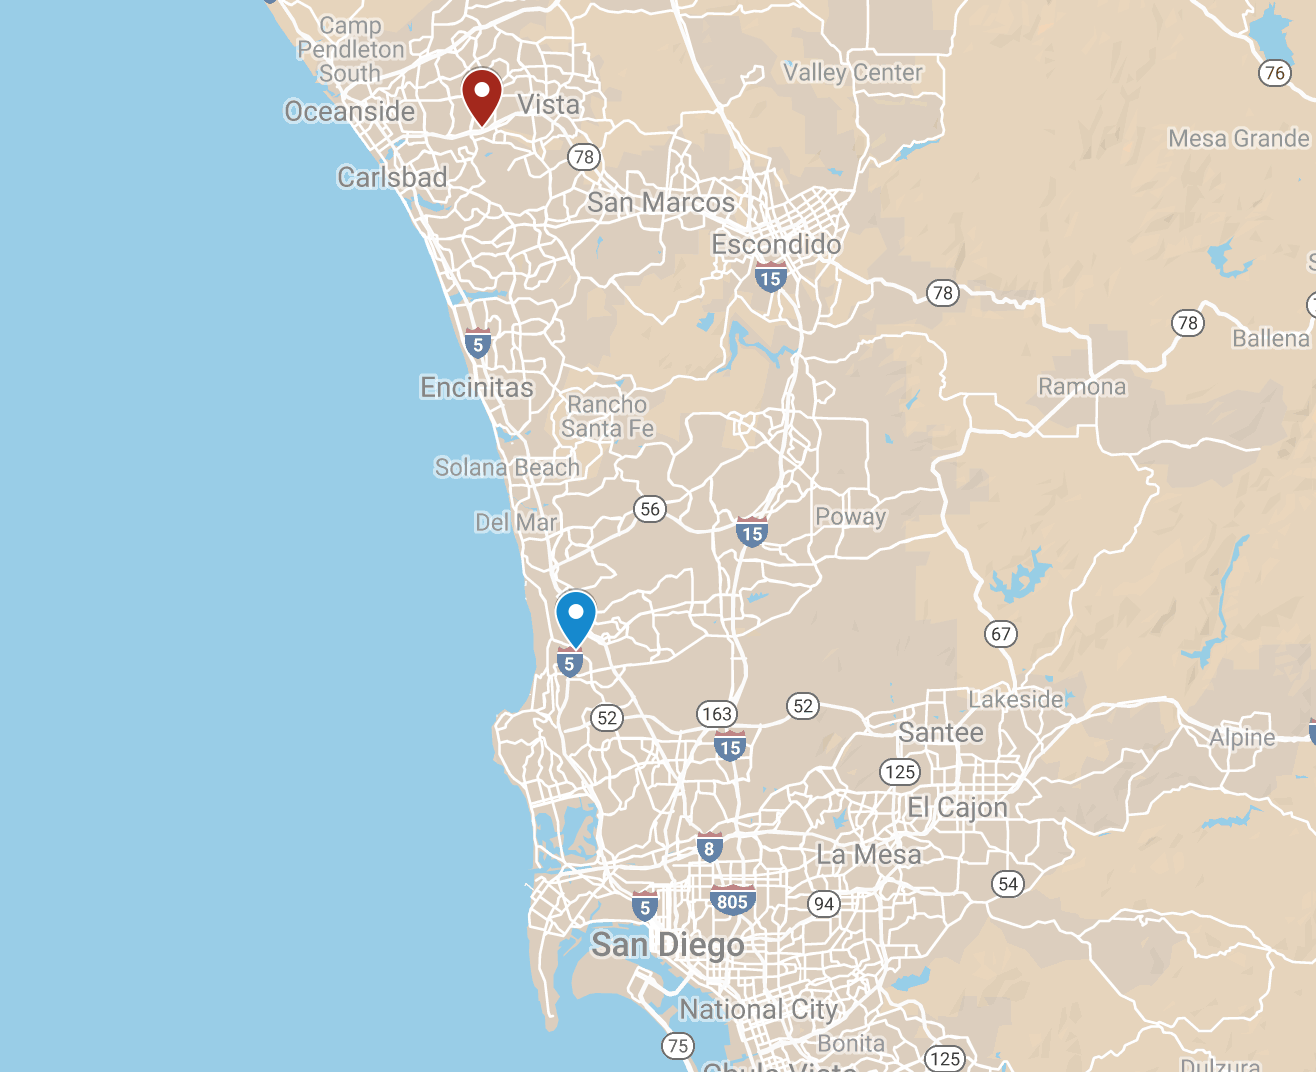 Camp
Pendleton
South
Valley Center
76
Oceanside
Vista
Mesa Grande
78
Carlsbad
San Marcos
Escondido
15
78
78
Ballena
5
Encinitas
Ramona
Rancho
Santa Fe
Solana Beach
56
Del Mar
15
Poway
67
5
Lakeside
52
163
52
Santee
15
Alpine
125
El Cajon
8
La Mesa
54
5
805
94
San Diego
National City
75
Bonita
125
Chula Vista
Dulzura